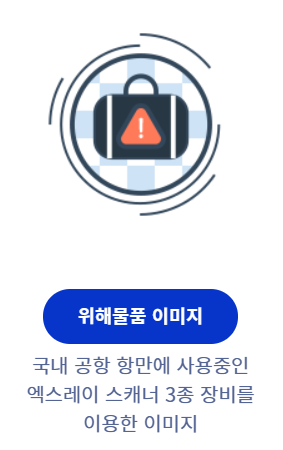 위해물품 이미지
국내 공항 항만에 사용중인
엑스레이 스캐너 3종 장비를
이용한 이미지